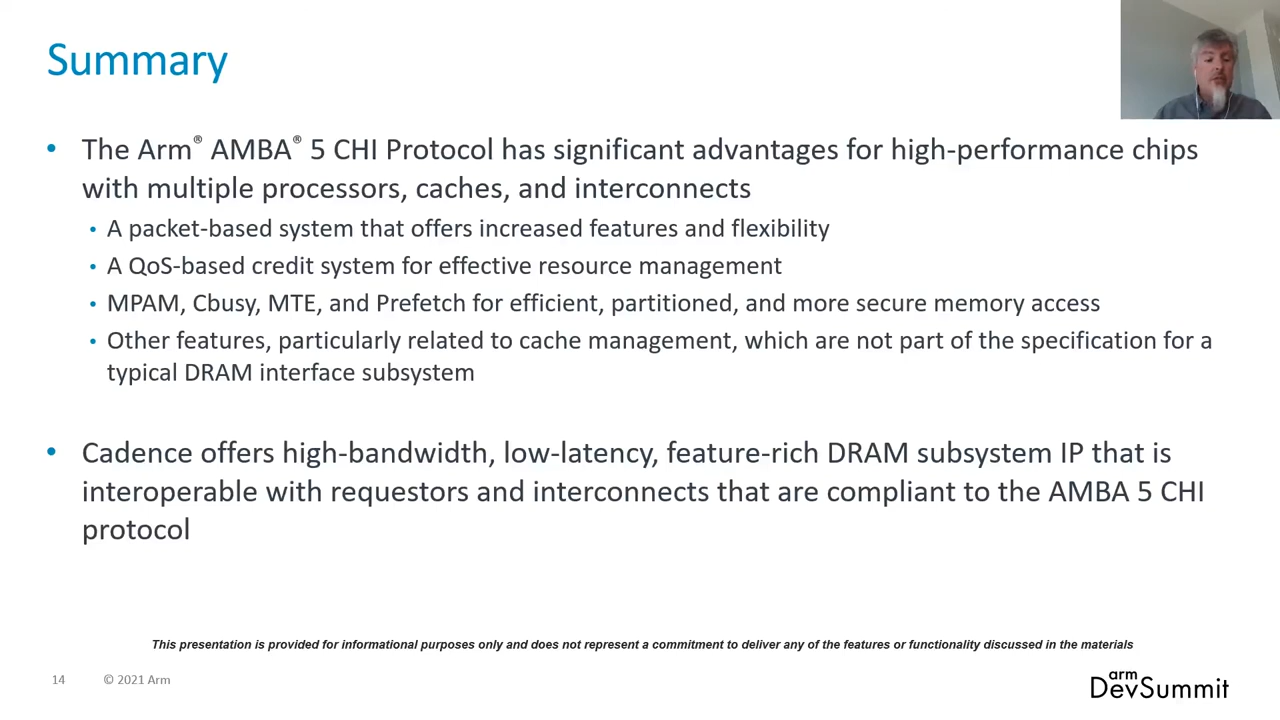 Summary
• The Arm® AMBA® 5 CHI Protocol has significant advantages for high-performance chips
with multiple processors, caches, and interconnects
• A packet-based system that offers increased features and flexibility
• A QoS-based credit system for effective resource management
• MPAM, Cbusy, MTE, and Prefetch for efficient, partitioned, and more secure memory access
• Other features, particularly related to cache management, which are not part of the specification for a
typical DRAM interface subsystem
• Cadence offers high-bandwidth, low-latency, feature-rich DRAM subsystem IP that is
interoperable with requestors and interconnects that are compliant to the AMBA 5 CHI
protocol
This presentation is provided for informational purposes only and does not represent a commitment to deliver any of the features or functionality discussed in the materials
14 © 2021 Arm
arm
DevSummit